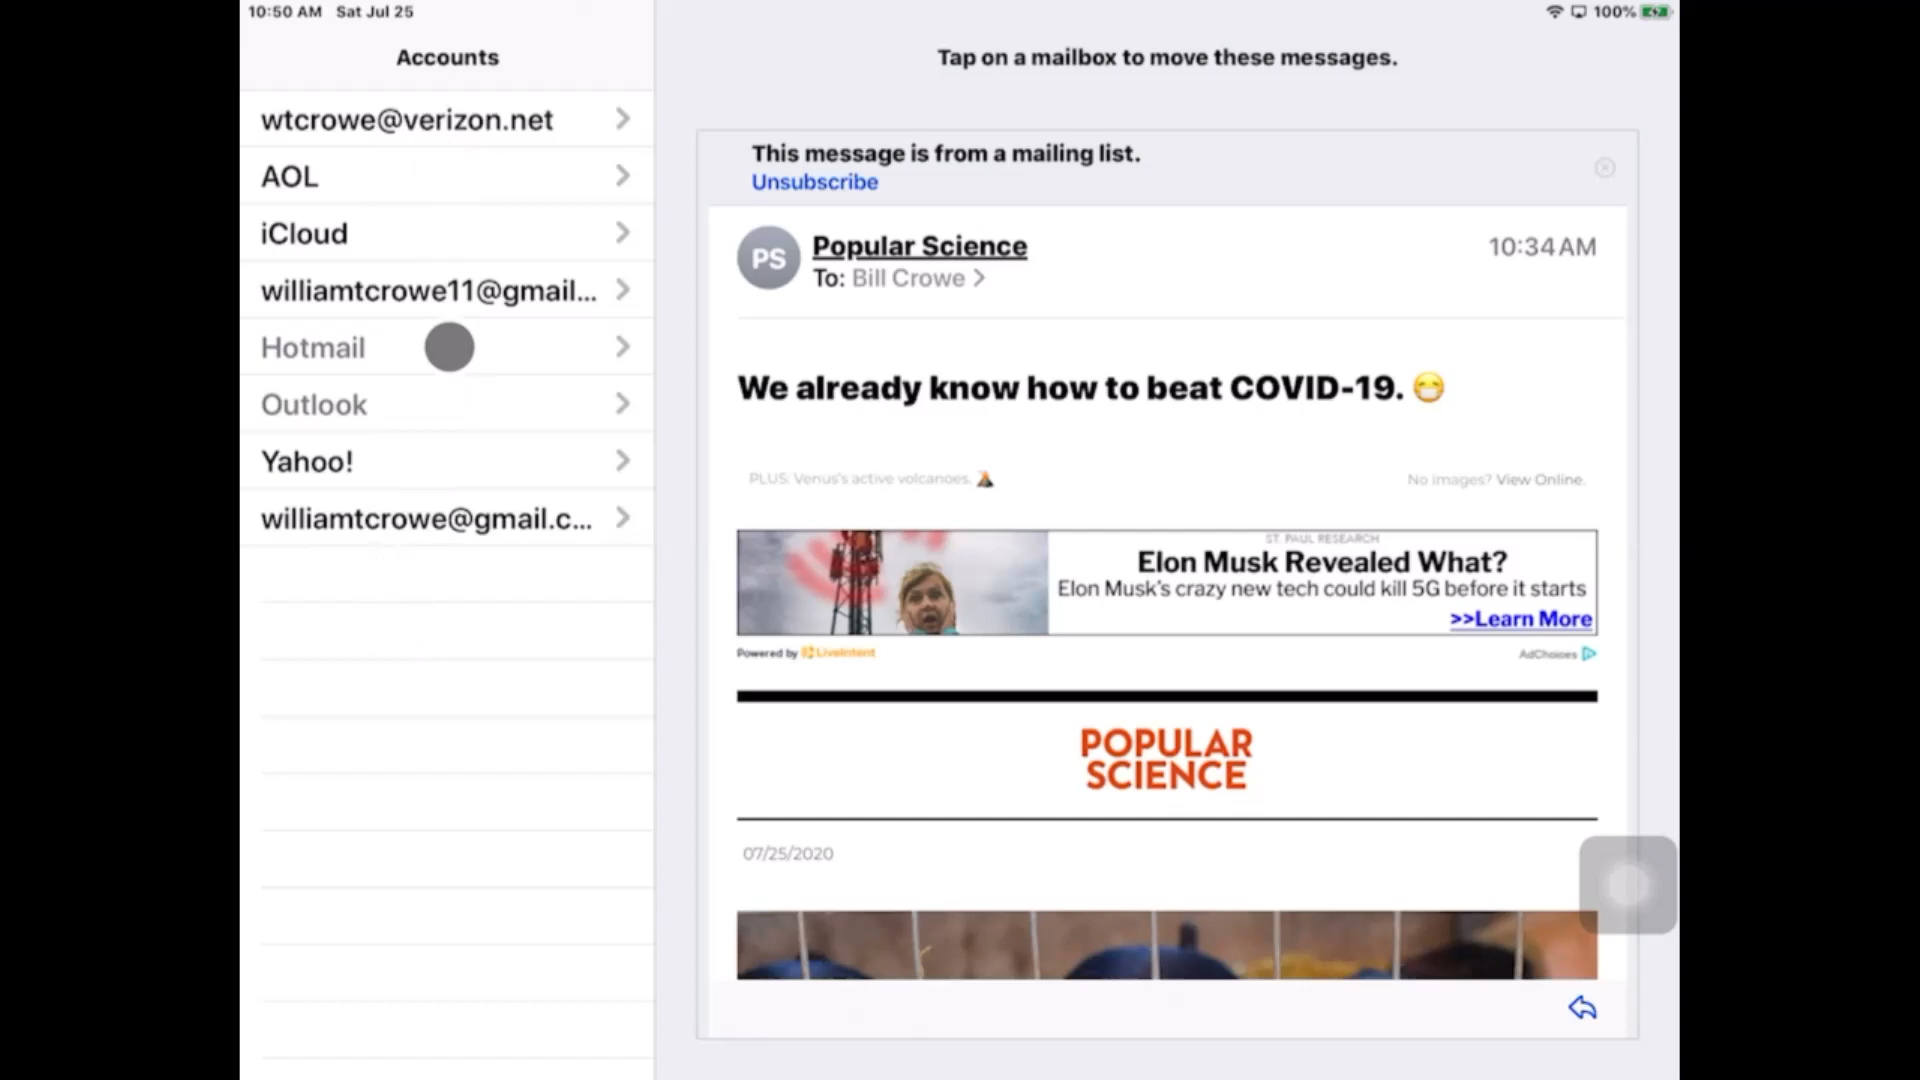 10:50 AM Sat Jul 25
100%
Accounts
wtcrowe@verizon.net
AOL
iCloud
williamtcrowe11@gmail...
Hotmail
Outlook
Yahoo!
williamtcrowe@gmail.c...
Tap on a mailbox to move these messages.
This message is from a mailing list.
Unsubscribe
PS
Popular Science
10:34 AM
To: Bill Crowe
We already know how to beat COVID-19. 😷
PLUS: Venus's active volcanoes. 🌋
No images? View Online.
ST. PAUL RESEARCH
Elon Musk Revealed What?
Elon Musk's crazy new tech could kill 5G before it starts
>>Learn More
Powered by LiveIntent
AdChoices
POPULAR
SCIENCE
07/25/2020